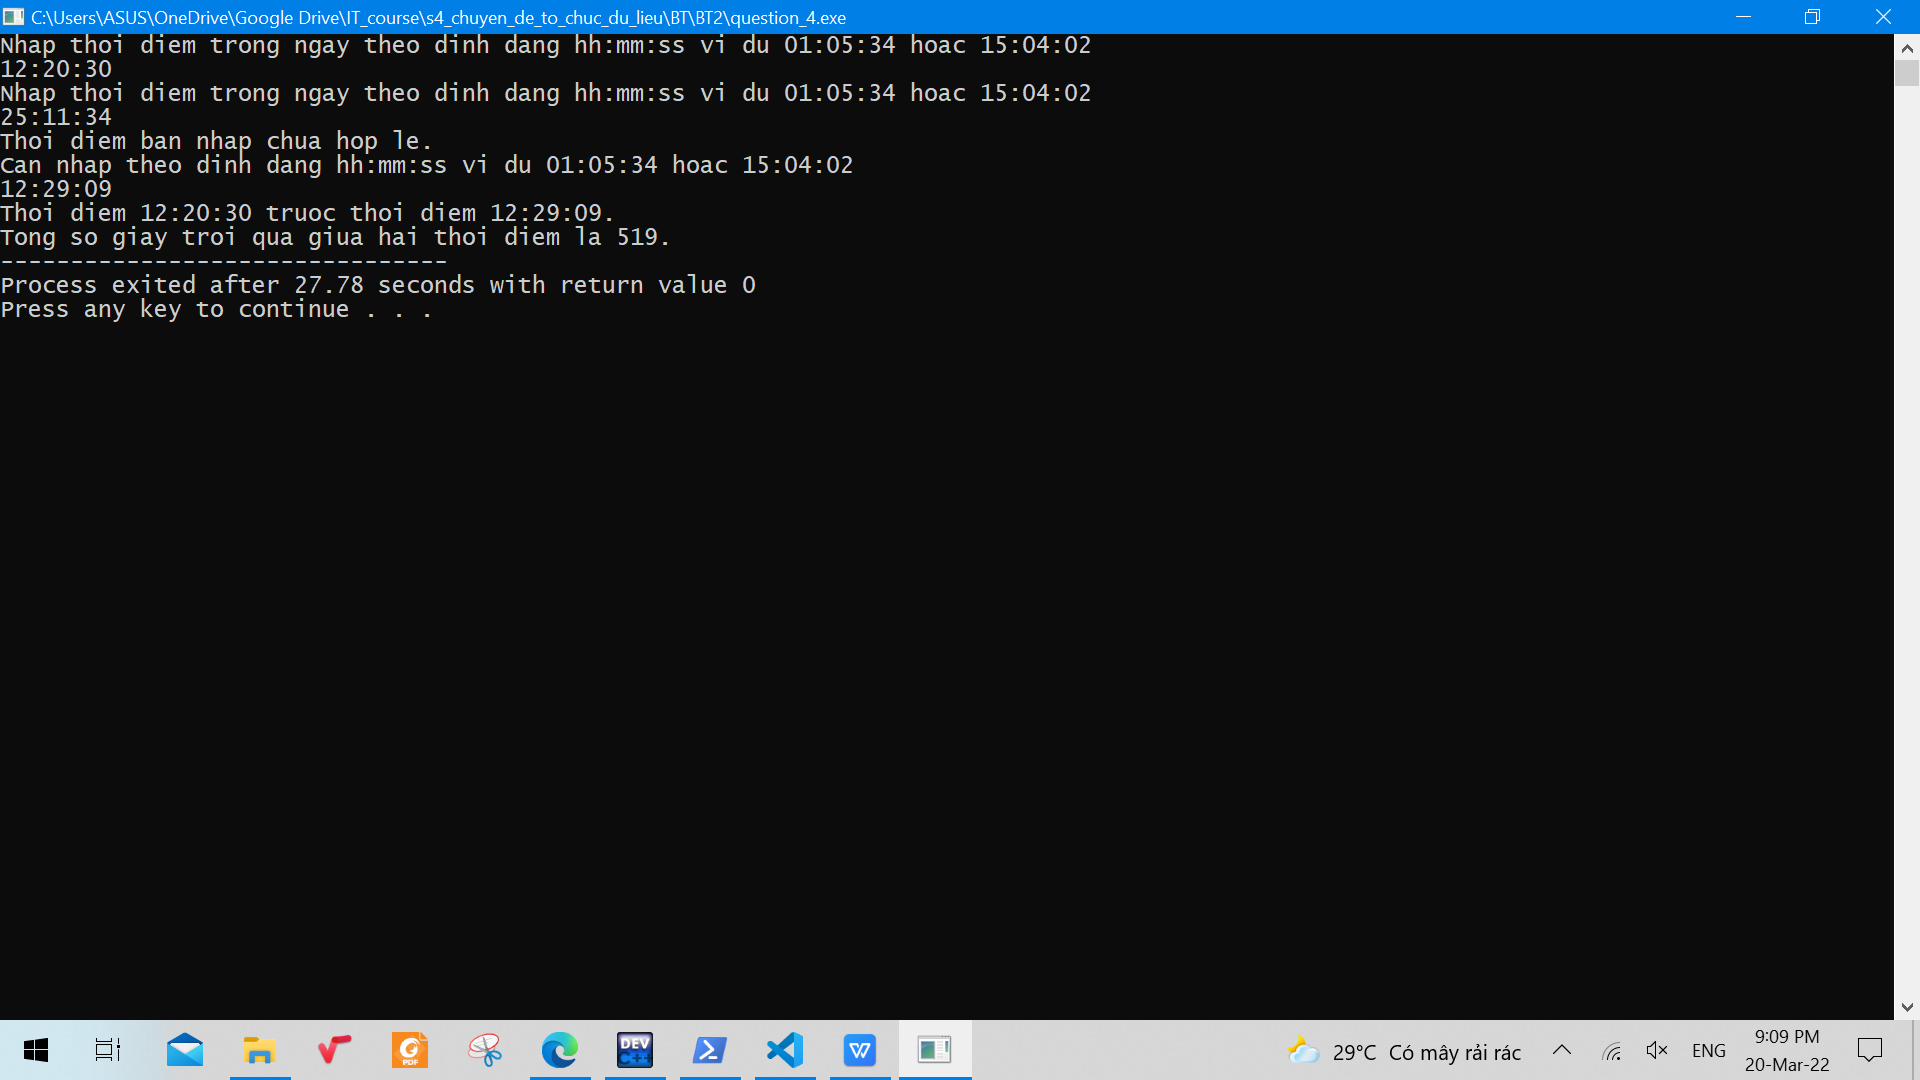 C:\Users\ASUS\OneDrive\Google Drive\IT_course\s4_chuyen_de_to_chuc_du_lieu\BT\BT2\question_4.exe
Nhap thoi diem trong ngay theo dinh dang hh:mm:ss vi du 01:05:34 hoac 15:04:02
12:20:30
Nhap thoi diem trong ngay theo dinh dang hh:mm:ss vi du 01:05:34 hoac 15:04:02
25:11:34
Thoi diem ban nhap chua hop le.
Can nhap theo dinh dang hh:mm:ss vi du 01:05:34 hoac 15:04:02
12:29:09
Thoi diem 12:20:30 truoc thoi diem 12:29:09.
Tong so giay troi qua giua hai thoi diem la 519.
--------------------------------
Process exited after 27.78 seconds with return value 0
Press any key to continue . . .
PDF
DEV
C++
W
29°C Có mây rải rác
ENG
9:09 PM
20-Mar-22